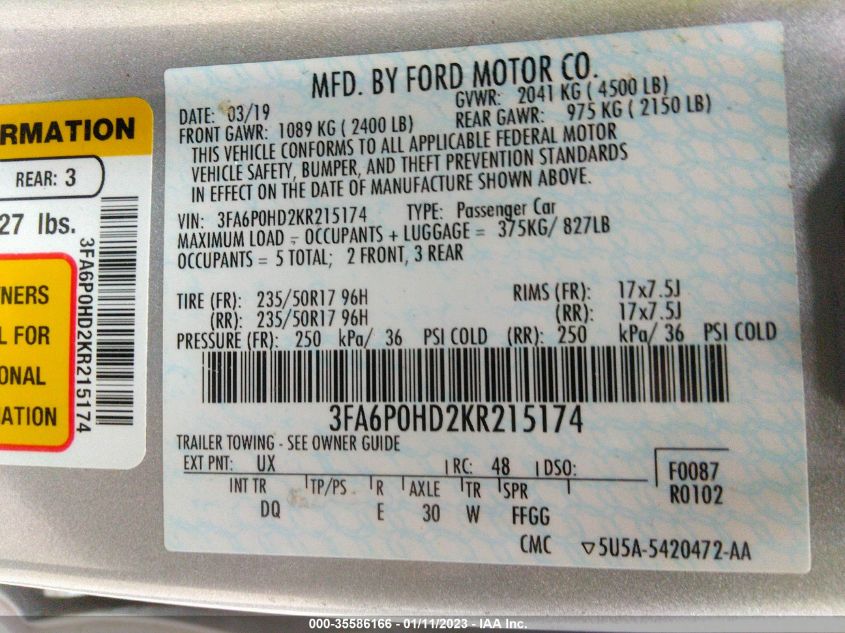 RMATION
REAR: 3
27 lbs.
NERS
L FOR
ONAL
ATION
3FA6P0HD2KR215174
MFD. BY FORD MOTOR CO.
DATE: 03/19 GVWR: 2041 KG ( 4500 LB)
FRONT GAWR: 1089 KG ( 2400 LB) REAR GAWR: 975 KG ( 2150 LB)
THIS VEHICLE CONFORMS TO ALL APPLICABLE FEDERAL MOTOR
VEHICLE SAFETY, BUMPER, AND THEFT PREVENTION STANDARDS
IN EFFECT ON THE DATE OF MANUFACTURE SHOWN ABOVE.
VIN: 3FA6P0HD2KR215174 TYPE: Passenger Car
MAXIMUM LOAD = OCCUPANTS + LUGGAGE = 375KG/ 827LB
OCCUPANTS = 5 TOTAL; 2 FRONT, 3 REAR
TIRE (FR): 235/50R17 96H RIMS (FR): 17x7.5J
(RR): 235/50R17 96H (RR): 17x7.5J
PRESSURE (FR): 250 kPa/ 36 PSI COLD (RR): 250 kPa/ 36 PSI COLD
3FA6P0HD2KR215174
TRAILER TOWING - SEE OWNER GUIDE
EXT PNT: UX RC: 48 DSO:
INT TR TP/PS R AXLE TR SPR
DQ E 30 W FFGG
F0087
R0102
CMC 5U5A-5420472-AA
000-35586166 - 01/11/2023 - IAA Inc.